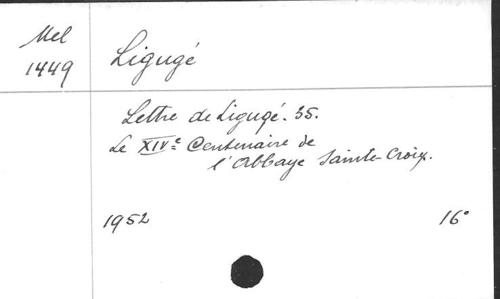 Mel
1449
Ligugé
Lettre de Ligugé. 35.
Le XIVe Centenaire de
l'Abbaye Sainte-Croix.
1952
16°